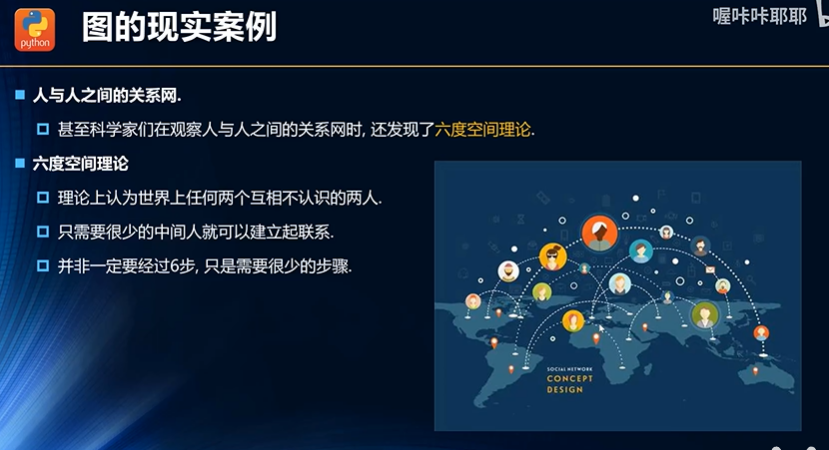 python
图的现实案例
喔咔咔耶耶
人与人之间的关系网.
甚至科学家们在观察人与人之间的关系网时, 还发现了六度空间理论.
六度空间理论
理论上认为世界上任何两个互相不认识的两人.
只需要很少的中间人就可以建立起联系.
并非一定要经过6步, 只是需要很少的步骤.
SOCIAL NETWORK
CONCEPT
DESIGN